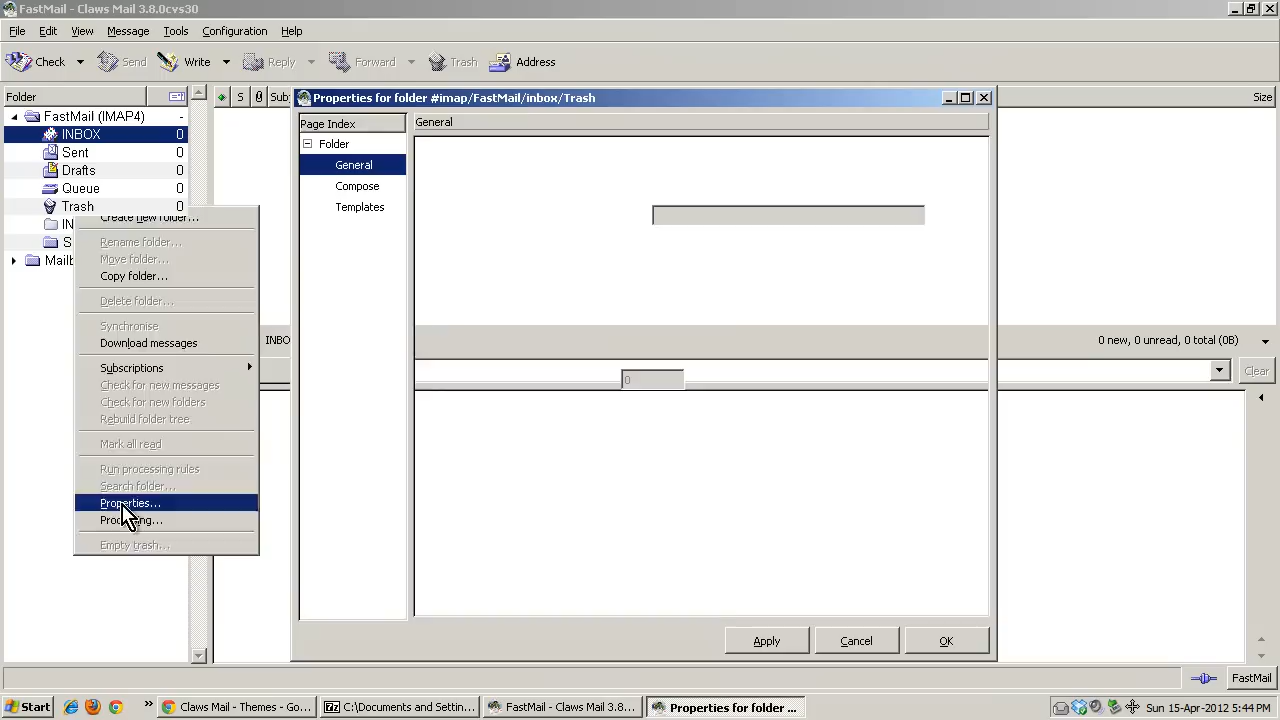 FastMail - Claws Mail 3.8.0cvs30
File Edit View Message Tools Configuration Help
Check Send Write Reply Forward Trash Address
Folder S Sub Size
Properties for folder #imap/FastMail/inbox/Trash
FastMail (IMAP4) -
INBOX 0
Sent 0
Drafts 0
Queue 0
Trash 0
IN
S
Mailb
Create new folder...
Rename folder...
Move folder...
Copy folder...
Delete folder...
Synchronise
Download messages
Subscriptions
Check for new messages
Check for new folders
Rebuild folder tree
Mark all read
Run processing rules
Search folder...
Properties...
Processing...
Empty trash...
Page Index
Folder
General
Compose
Templates
General
0
INBO
0 new, 0 unread, 0 total (0B)
Clear
Apply Cancel OK
FastMail
Start
Claws Mail - Themes - Go...
C:\Documents and Settin...
FastMail - Claws Mail 3.8...
Properties for folder ...
Sun 15-Apr-2012 5:44 PM